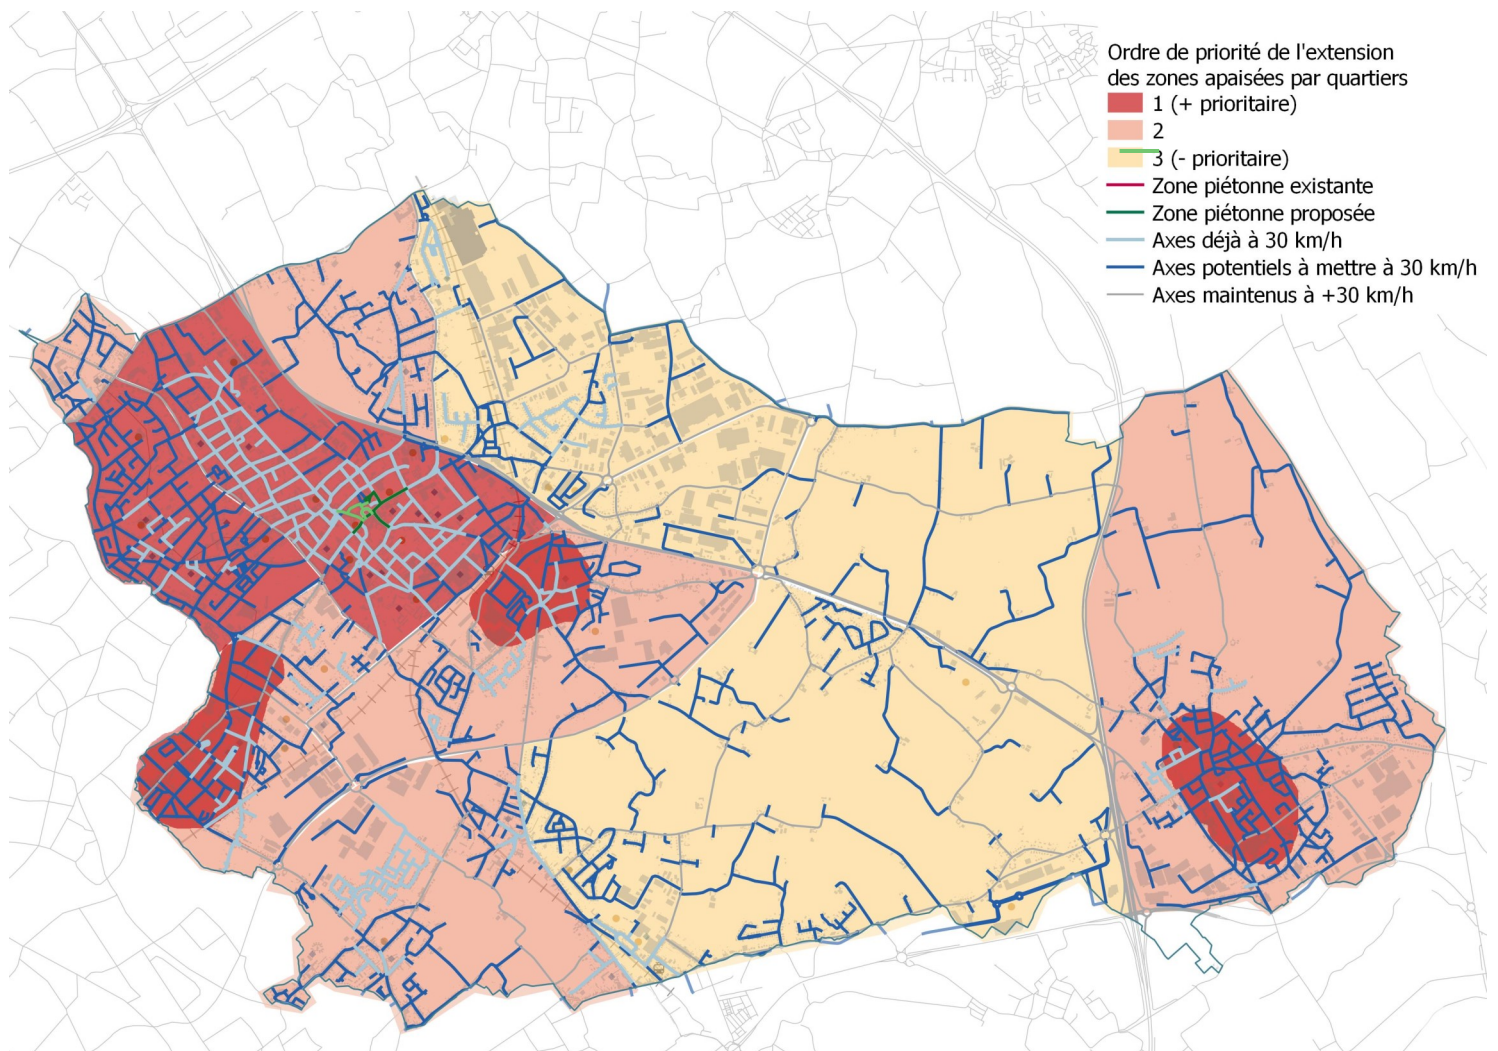 Ordre de priorité de l'extension
des zones apaisées par quartiers
1 (+ prioritaire)
2
3 (- prioritaire)
Zone piétonne existante
Zone piétonne proposée
Axes déjà à 30 km/h
Axes potentiels à mettre à 30 km/h
Axes maintenus à +30 km/h